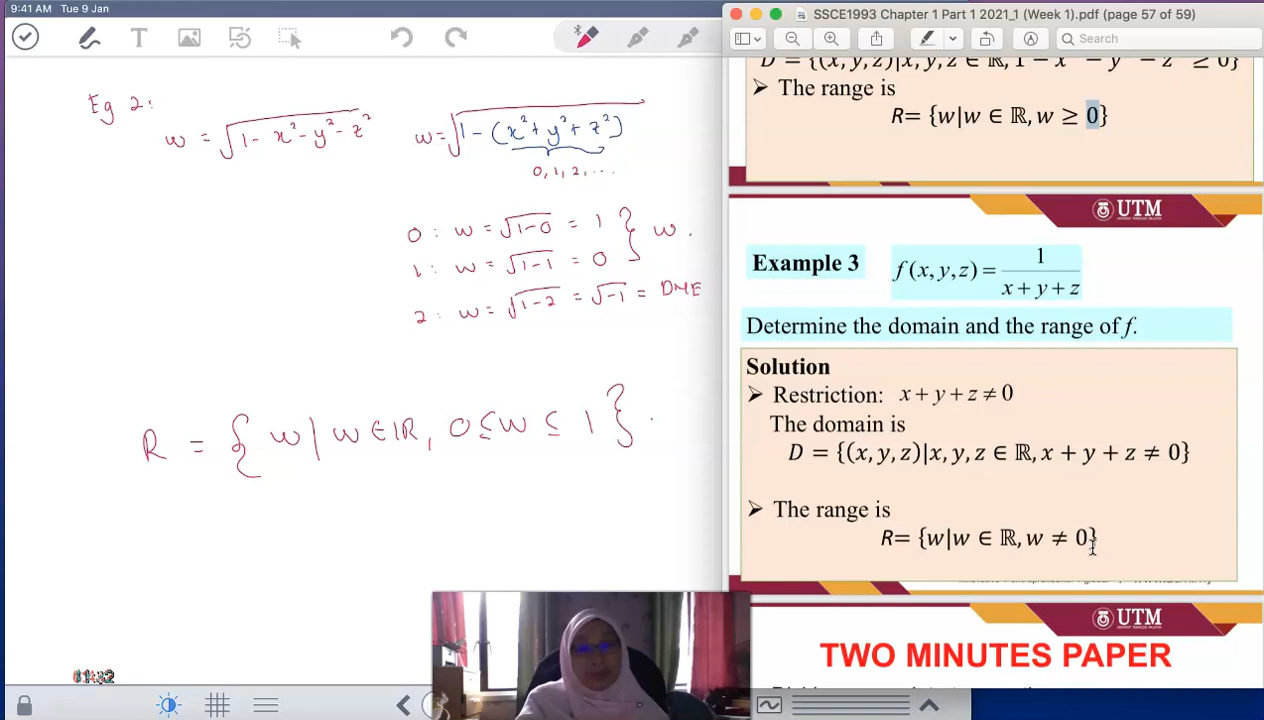 9:41 AM Tue 9 Jan
SSCE1993 Chapter 1 Part 1 2021_1 (Week 1).pdf (page 57 of 59)
Search
Eg 2:
w = √(1 - x² - y² - z²)
w = √(1 - (x² + y² + z²))
0, 1, 2, ...
0 : w = √(1-0) = 1 } w.
1 : w = √(1-1) = 0
2 : w = √(1-2) = √-1 = DNE
R = { w | w ∈ ℝ, 0 ≤ w ≤ 1 }.
D = {(x, y, z)|x, y, z ∈ ℝ, 1 − x − y − z ≥ 0}
➢ The range is
R= {w|w ∈ ℝ, w ≥ 0}
UTM
Example 3 f(x, y, z) = 1/(x + y + z)
Determine the domain and the range of f.
Solution
➢ Restriction: x + y + z ≠ 0
The domain is
D = {(x, y, z)|x, y, z ∈ ℝ, x + y + z ≠ 0}
➢ The range is
R= {w|w ∈ ℝ, w ≠ 0}
UTM
TWO MINUTES PAPER